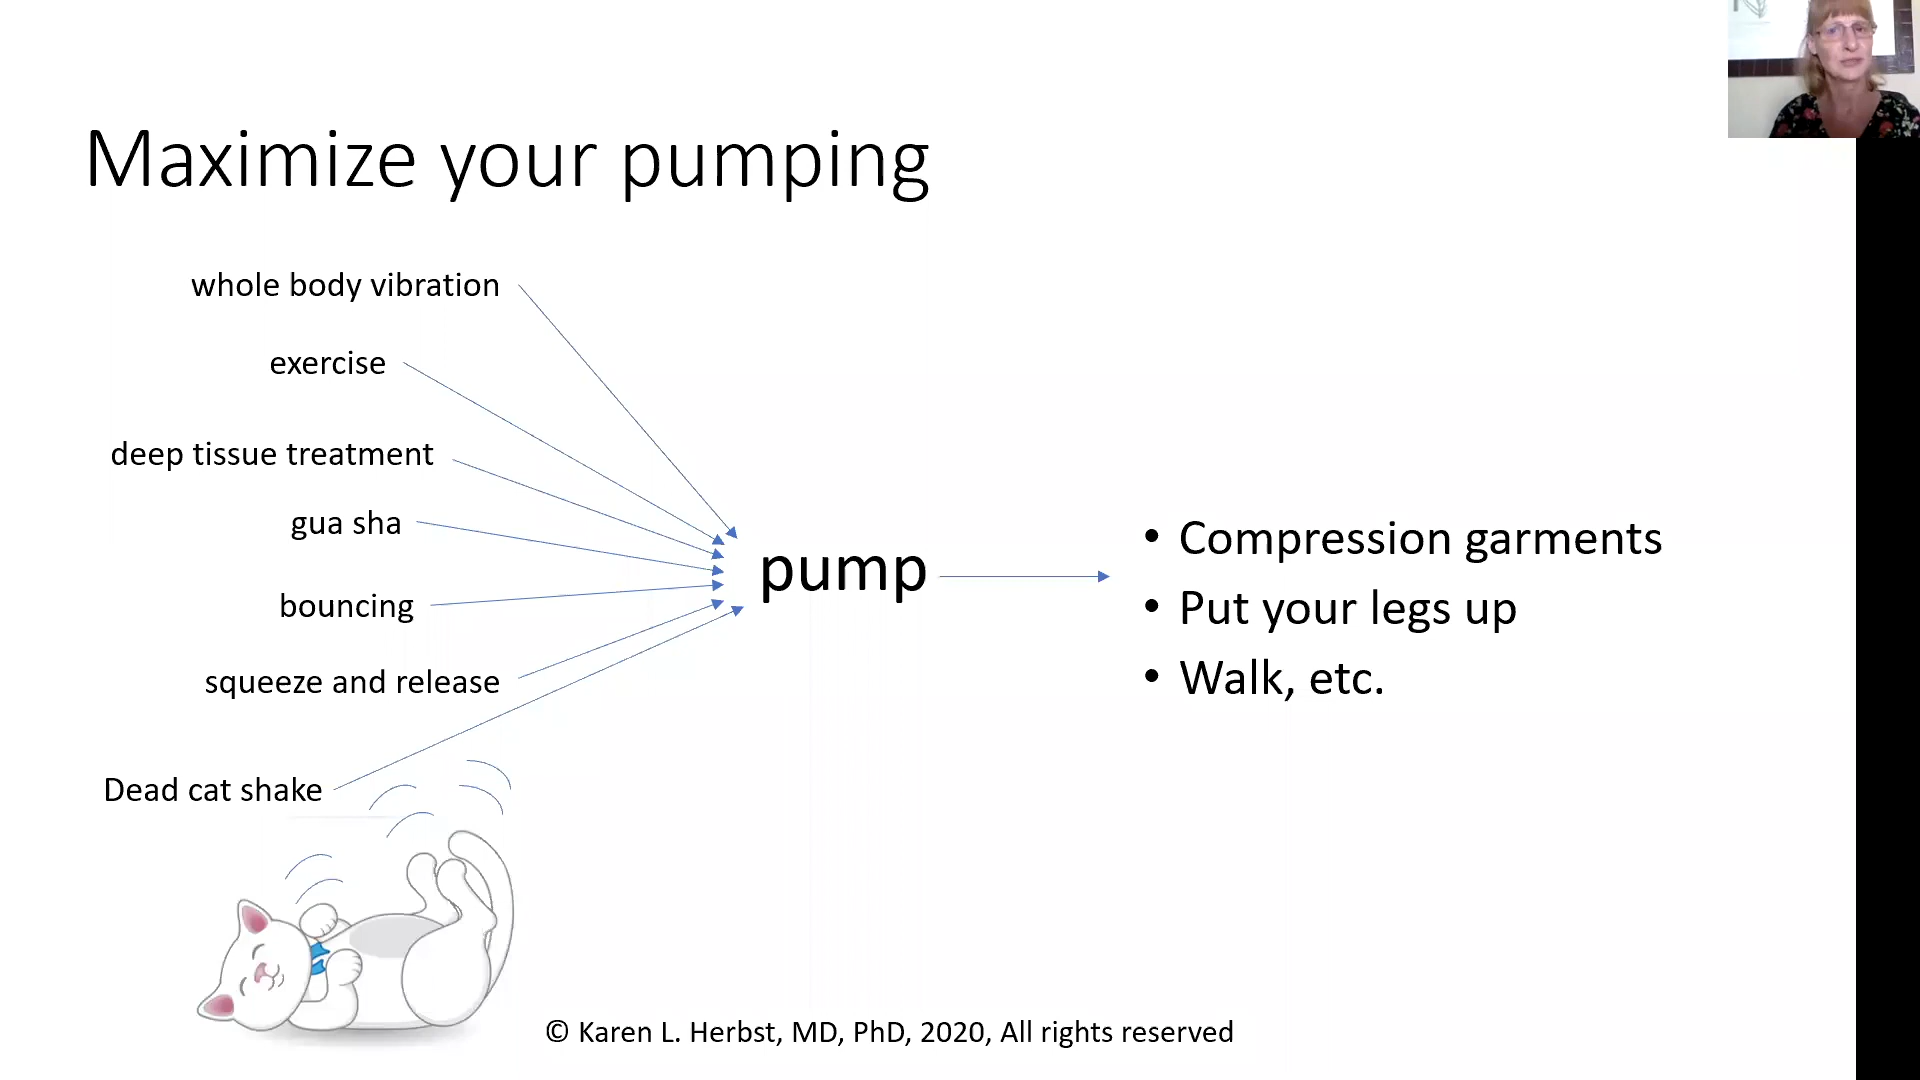 Maximize your pumping
whole body vibration
exercise
deep tissue treatment
gua sha
bouncing
squeeze and release
Dead cat shake
pump
• Compression garments
• Put your legs up
• Walk, etc.
© Karen L. Herbst, MD, PhD, 2020, All rights reserved